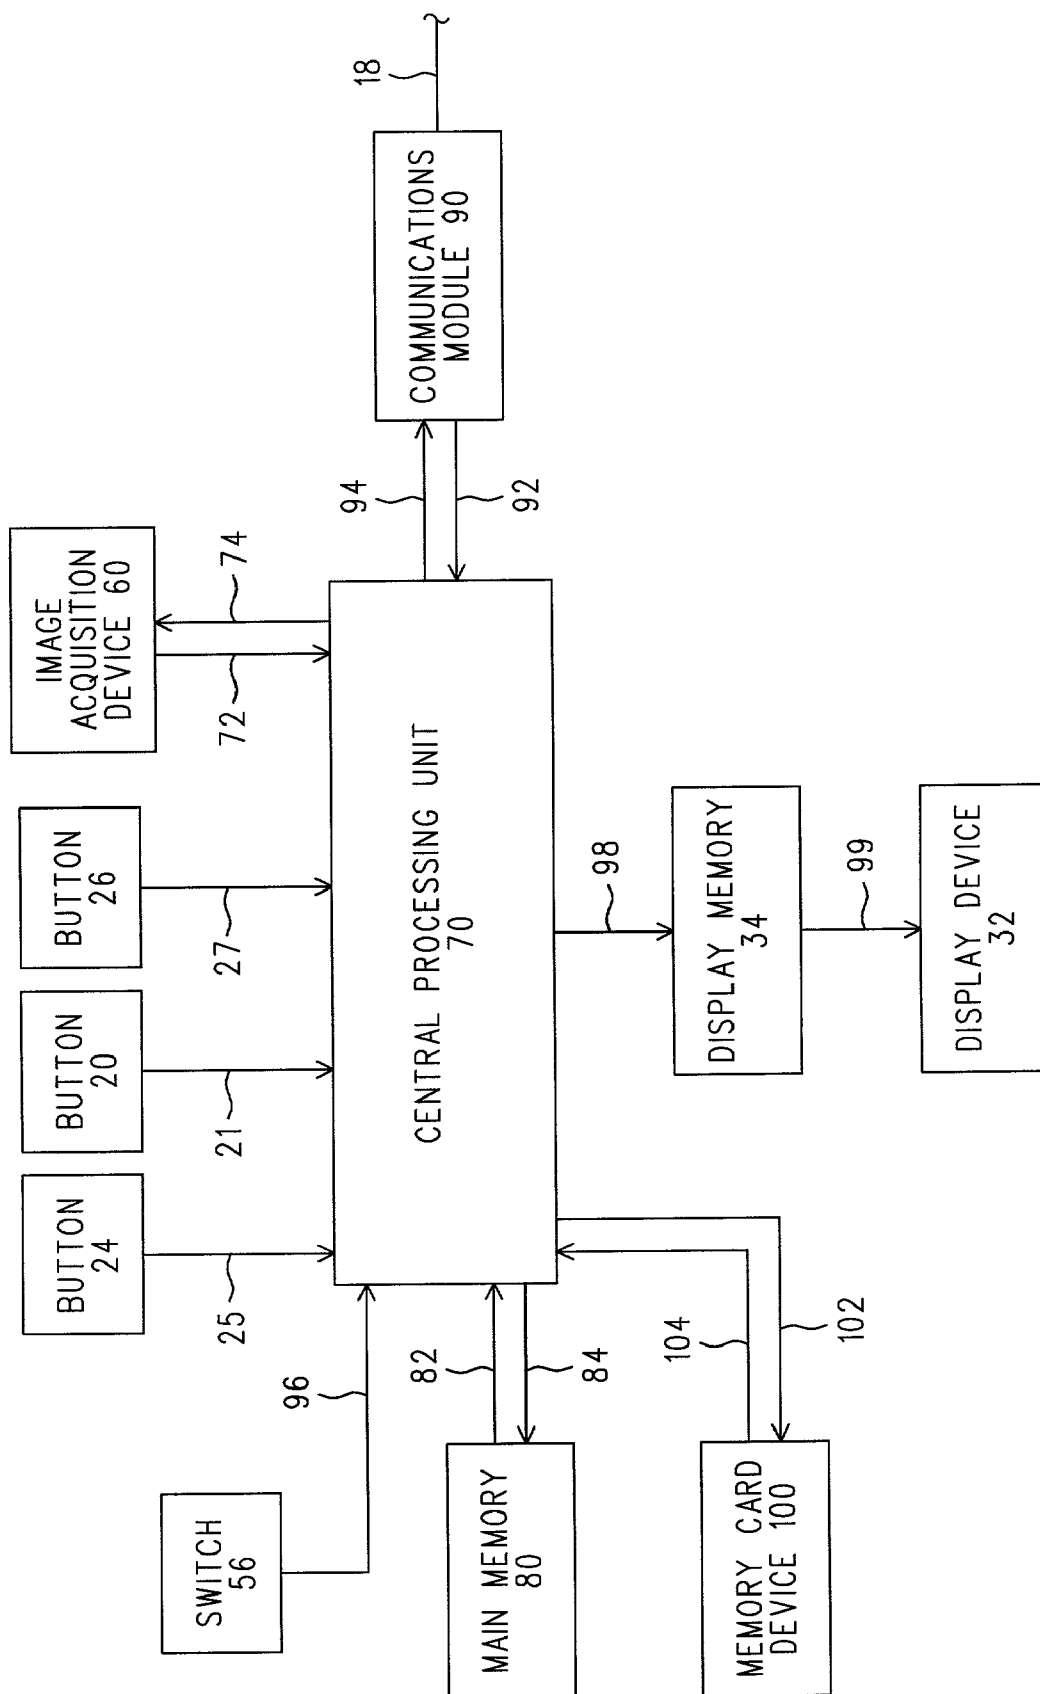 SWITCH
56
BUTTON
24
BUTTON
20
BUTTON
26
IMAGE
ACQUISITION
DEVICE 60
25
21
27
72
74
96
82
84
MAIN MEMORY
80
CENTRAL PROCESSING UNIT
70
94
92
COMMUNICATIONS
MODULE 90
18
104
102
MEMORY CARD
DEVICE 100
98
DISPLAY MEMORY
34
99
DISPLAY DEVICE
32